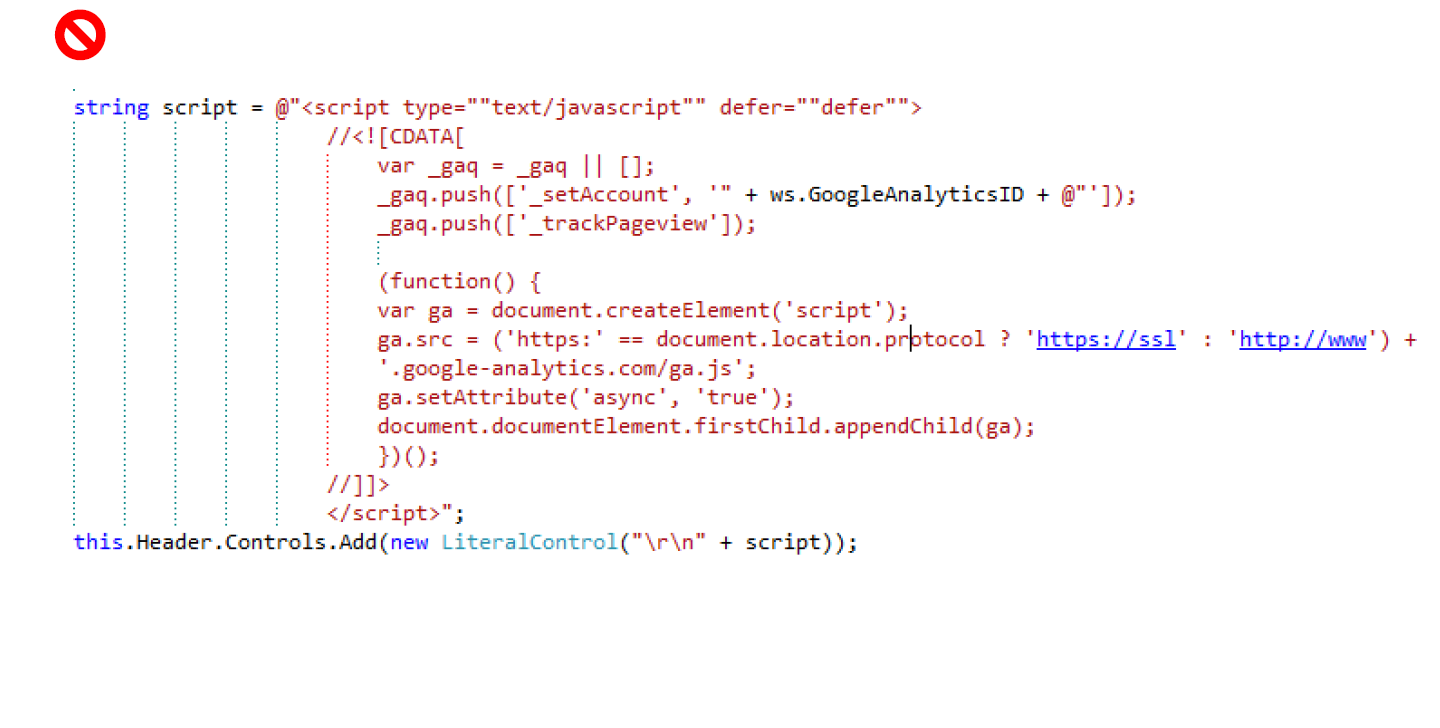 string script = @"<script type=""text/javascript"" defer=""defer"">
//<![CDATA[
var _gaq = _gaq || [];
_gaq.push(['_setAccount', '" + ws.GoogleAnalyticsID + @"']);
_gaq.push(['_trackPageview']);
(function() {
var ga = document.createElement('script');
ga.src = ('https:' == document.location.protocol ? 'https://ssl' : 'http://www') +
'.google-analytics.com/ga.js';
ga.setAttribute('async', 'true');
document.documentElement.firstChild.appendChild(ga);
})();
//]]>
</script>";
this.Header.Controls.Add(new LiteralControl("\r\n" + script));